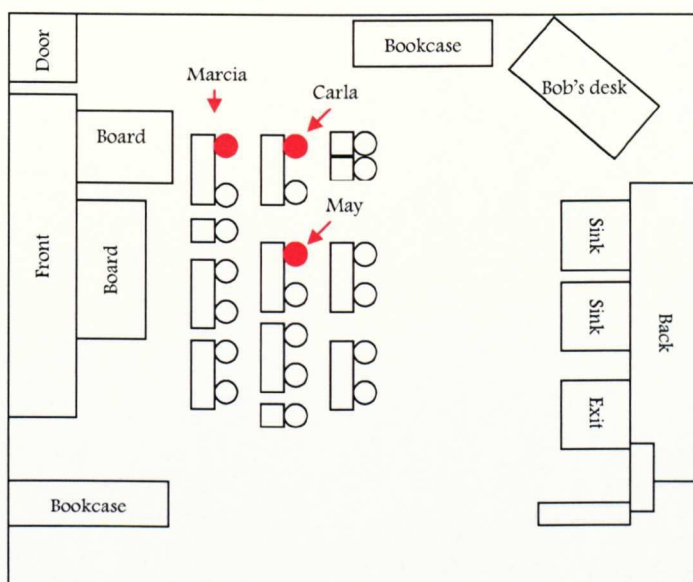 Door
Bookcase
Bob's desk
Marcia
Carla
Board
May
Front
Board
Sink
Sink
Back
Exit
Bookcase